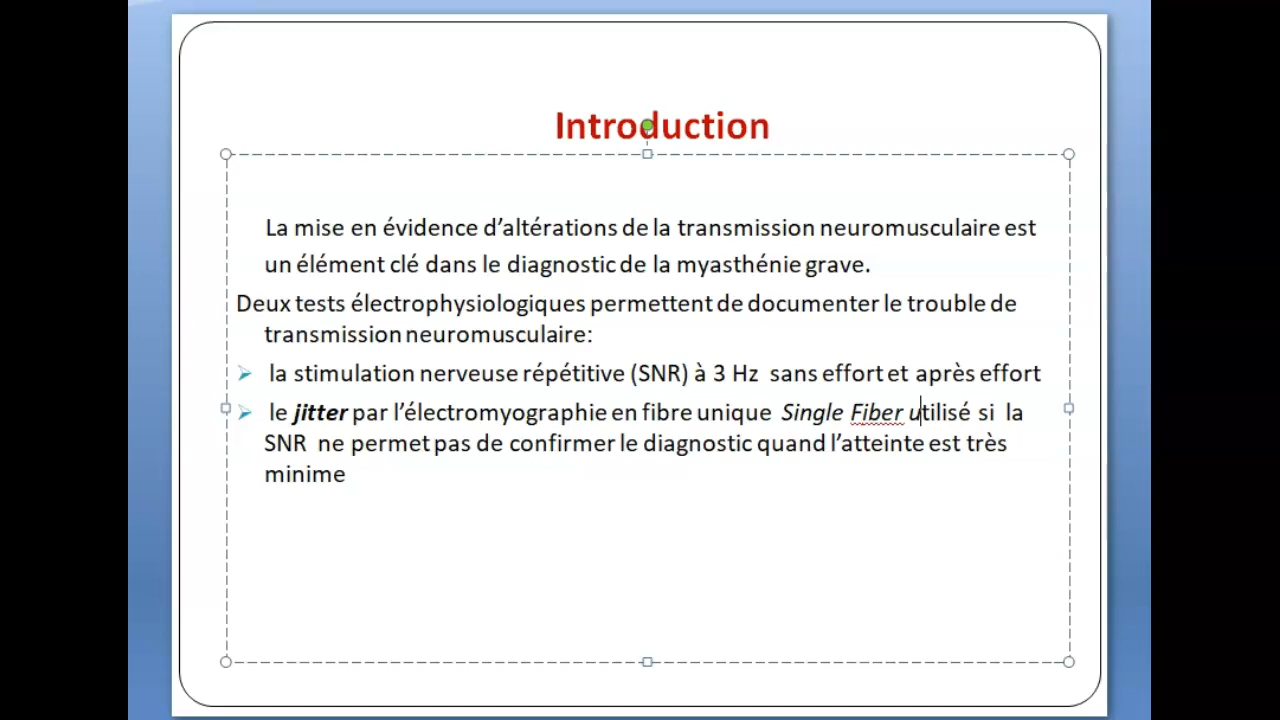 Introduction
La mise en évidence d’altérations de la transmission neuromusculaire est
un élément clé dans le diagnostic de la myasthénie grave.
Deux tests électrophysiologiques permettent de documenter le trouble de
transmission neuromusculaire:
la stimulation nerveuse répétitive (SNR) à 3 Hz sans effort et après effort
le jitter par l’électromyographie en fibre unique Single Fiber utilisé si la
SNR ne permet pas de confirmer le diagnostic quand l’atteinte est très
minime